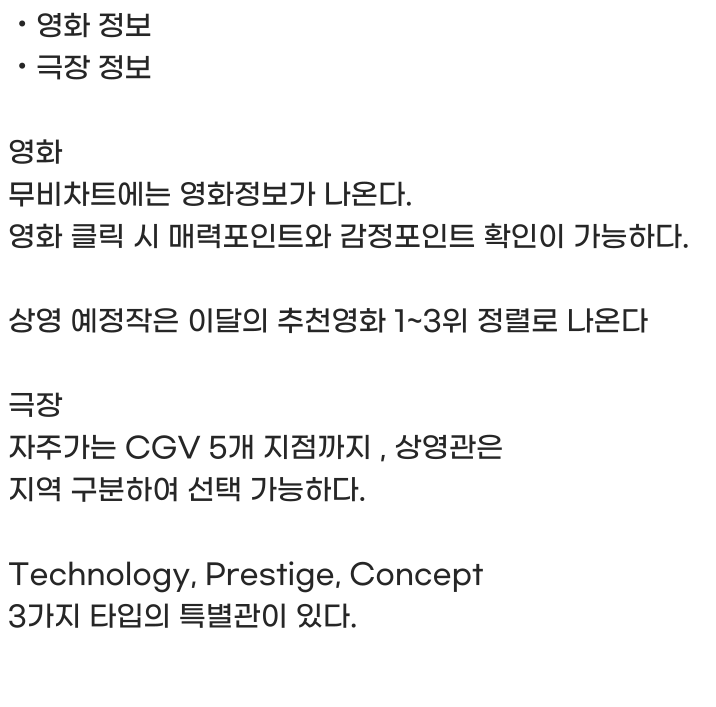 • 영화 정보
• 극장 정보
영화
무비차트에는 영화정보가 나온다.
영화 클릭 시 매력포인트와 감정포인트 확인이 가능하다.
상영 예정작은 이달의 추천영화 1~3위 정렬로 나온다
극장
자주가는 CGV 5개 지점까지 , 상영관은
지역 구분하여 선택 가능하다.
Technology, Prestige, Concept
3가지 타입의 특별관이 있다.